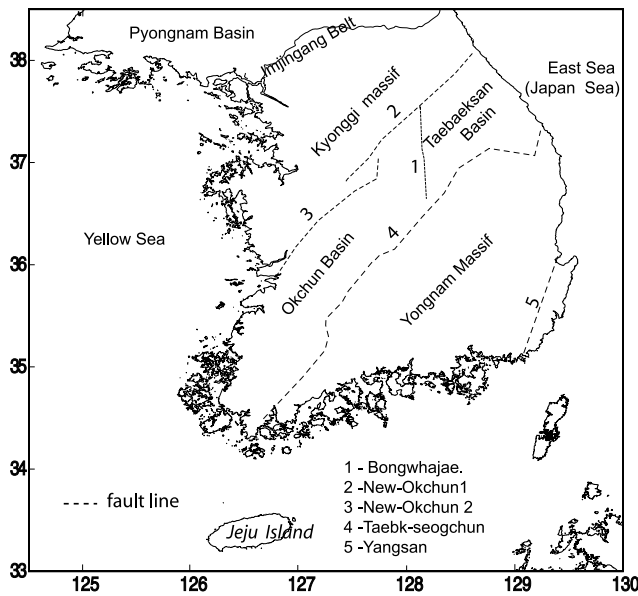 38
37
36
35
34
33
125
126
127
128
129
130
Pyongnam Basin
Imjingang Belt
East Sea
(Japan Sea)
Kyonggi massif
2
Taebaeksan
Basin
1
3
Yellow Sea
Okchun Basin
4
Yongnam Massif
5
1 - Bongwhajae.
2 -New-Okchun1
3 -New-Okchun 2
4 -Taebk-seogchun
5 -Yangsan
fault line
Jeju Island